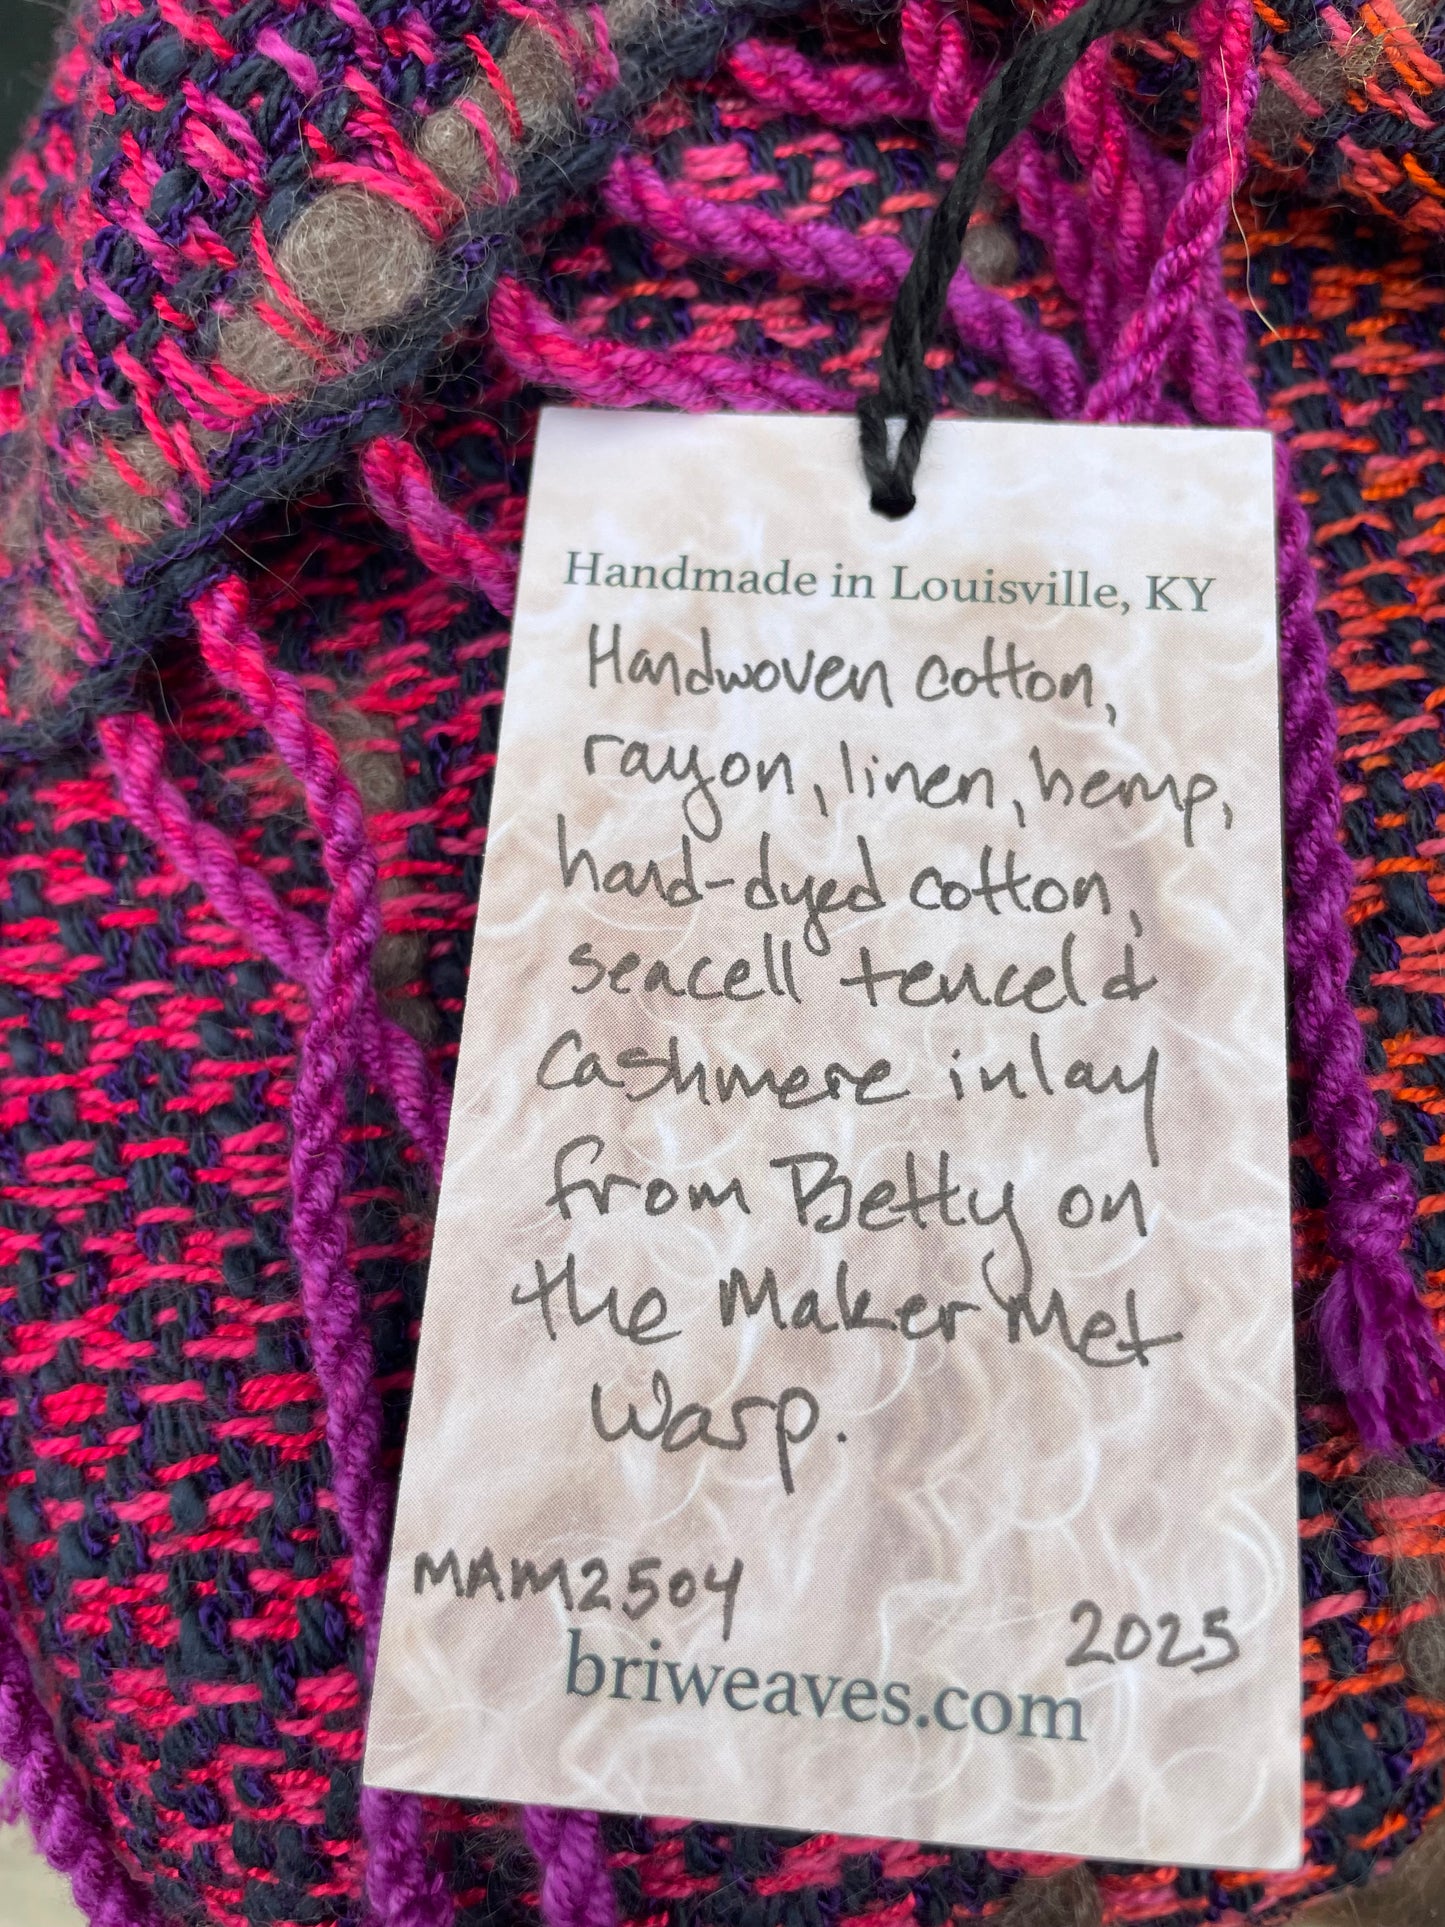 Handmade in Louisville, KY
Handwoven cotton,
rayon, linen, hemp,
hand-dyed cotton,
seacell tencel &
Cashmere inlay
from Betty on
the Maker Met
Warp.
MAM2504
2025
briweaves.com